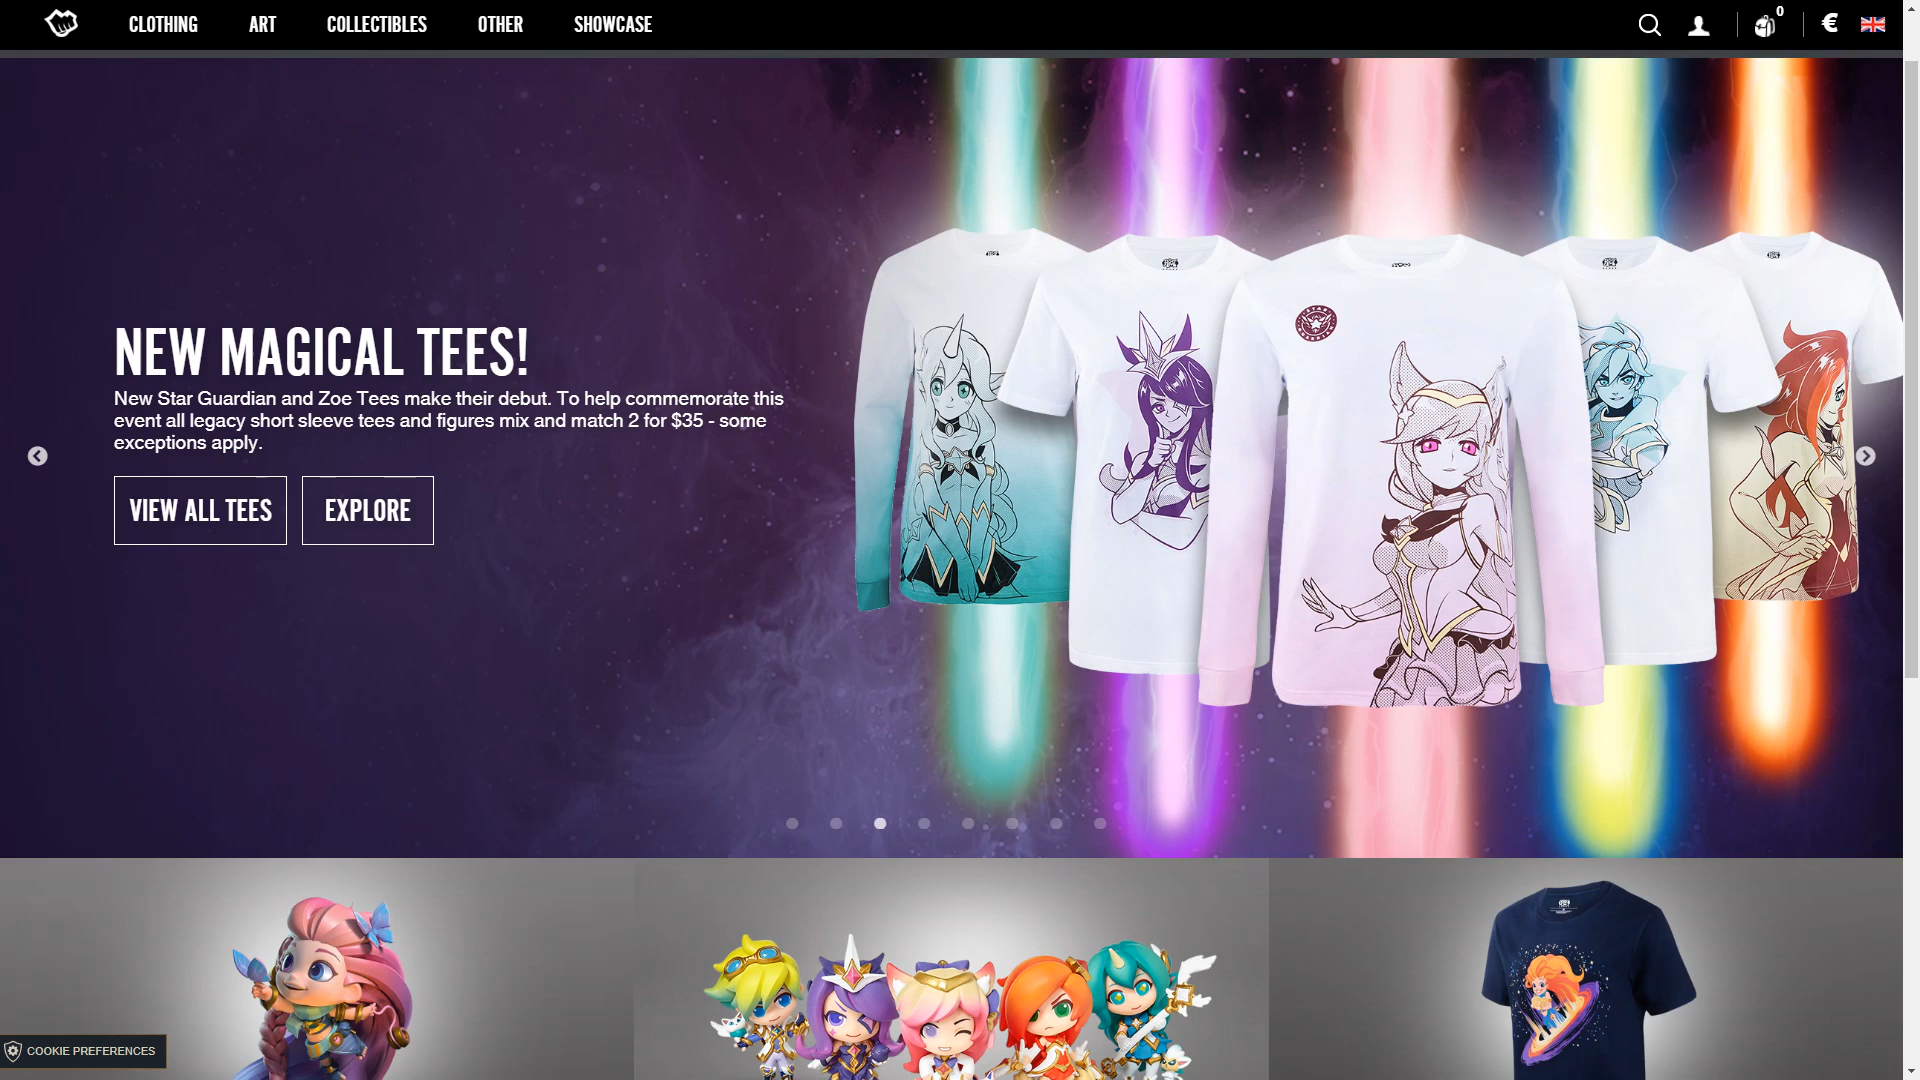 CLOTHING
ART
COLLECTIBLES
OTHER
SHOWCASE
0
€
NEW MAGICAL TEES!
New Star Guardian and Zoe Tees make their debut. To help commemorate this
event all legacy short sleeve tees and figures mix and match 2 for $35 - some
exceptions apply.
VIEW ALL TEES
EXPLORE
COOKIE PREFERENCES